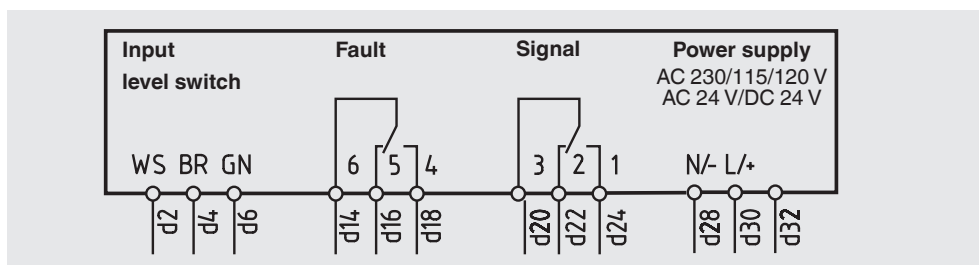 Input
level switch
Fault
Signal
Power supply
AC 230/115/120 V
AC 24 V/DC 24 V
WS BR GN
6 5 4
3 2 1
N/- L/+
d2 d4 d6
d14 d16 d18
d20 d22 d24
d28 d30 d32